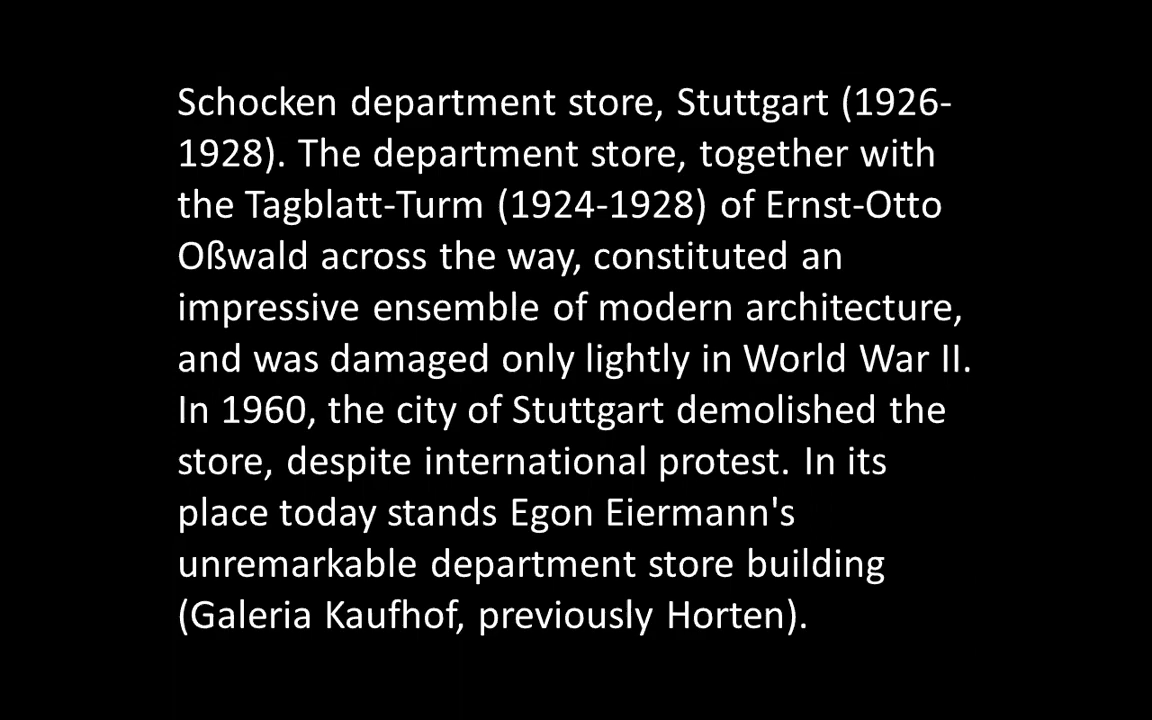 Schocken department store, Stuttgart (1926-
1928). The department store, together with
the Tagblatt-Turm (1924-1928) of Ernst-Otto
Oßwald across the way, constituted an
impressive ensemble of modern architecture,
and was damaged only lightly in World War II.
In 1960, the city of Stuttgart demolished the
store, despite international protest. In its
place today stands Egon Eiermann's
unremarkable department store building
(Galeria Kaufhof, previously Horten).